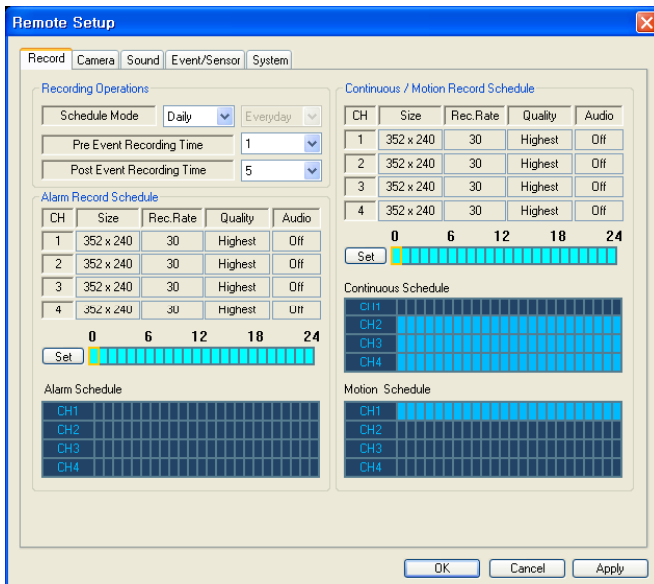 Remote Setup
Record Camera Sound Event/Sensor System
Recording Operations
Schedule Mode Daily Everyday
Pre Event Recording Time 1
Post Event Recording Time 5
Alarm Record Schedule
CH Size Rec.Rate Quality Audio
1 352 x 240 30 Highest Off
2 352 x 240 30 Highest Off
3 352 x 240 30 Highest Off
4 352 x 240 30 Highest Off
0 6 12 18 24
Set
Alarm Schedule
CH1
CH2
CH3
CH4
Continuous / Motion Record Schedule
CH Size Rec.Rate Quality Audio
1 352 x 240 30 Highest Off
2 352 x 240 30 Highest Off
3 352 x 240 30 Highest Off
4 352 x 240 30 Highest Off
0 6 12 18 24
Set
Continuous Schedule
CH1
CH2
CH3
CH4
Motion Schedule
CH1
CH2
CH3
CH4
OK Cancel Apply